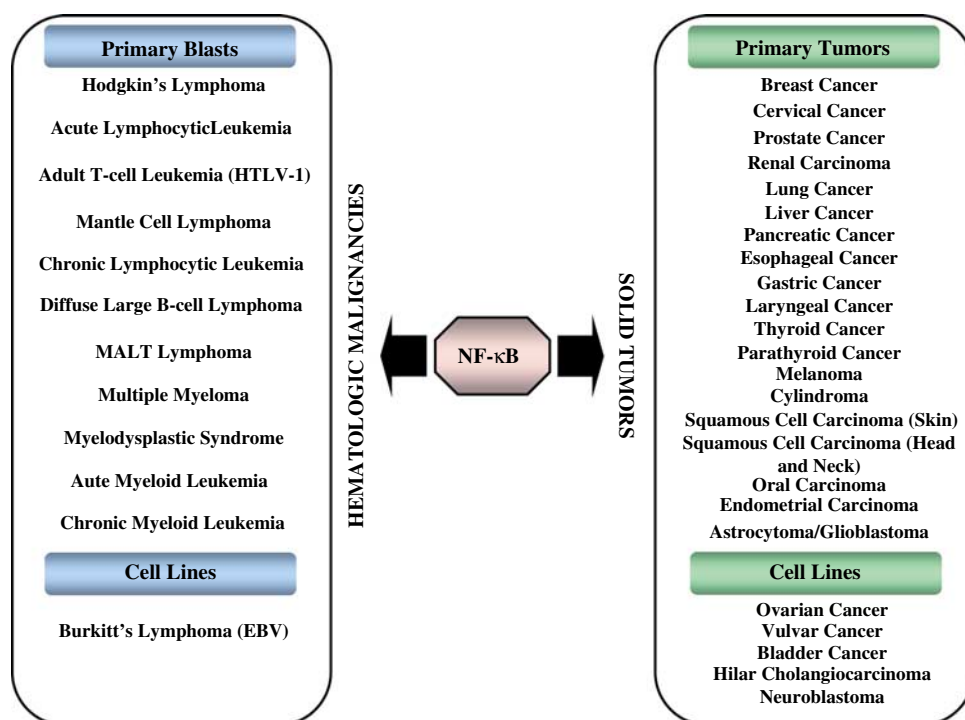 Primary Blasts
Hodgkin's Lymphoma
Acute LymphocyticLeukemia
Adult T-cell Leukemia (HTLV-1)
Mantle Cell Lymphoma
Chronic Lymphocytic Leukemia
Diffuse Large B-cell Lymphoma
MALT Lymphoma
Multiple Myeloma
Myelodysplastic Syndrome
Aute Myeloid Leukemia
Chronic Myeloid Leukemia
Cell Lines
Burkitt's Lymphoma (EBV)
HEMATOLOGIC MALIGNANCIES
NF-κB
SOLID TUMORS
Primary Tumors
Breast Cancer
Cervical Cancer
Prostate Cancer
Renal Carcinoma
Lung Cancer
Liver Cancer
Pancreatic Cancer
Esophageal Cancer
Gastric Cancer
Laryngeal Cancer
Thyroid Cancer
Parathyroid Cancer
Melanoma
Cylindroma
Squamous Cell Carcinoma (Skin)
Squamous Cell Carcinoma (Head
and Neck)
Oral Carcinoma
Endometrial Carcinoma
Astrocytoma/Glioblastoma
Cell Lines
Ovarian Cancer
Vulvar Cancer
Bladder Cancer
Hilar Cholangiocarcinoma
Neuroblastoma